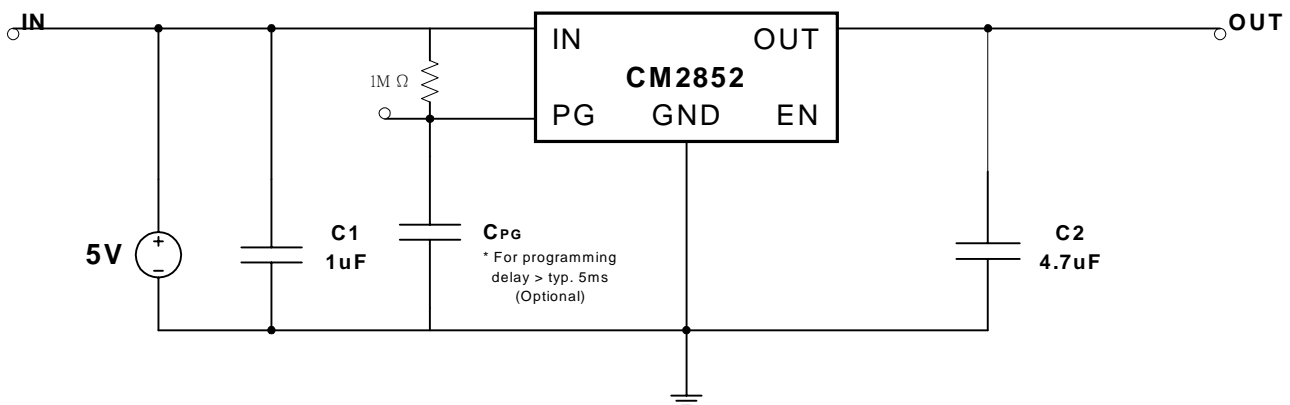 IN
OUT
IN OUT
CM2852
PG GND EN
1M Ω
5V
+
−
C1
1uF
CPG
* For programming
delay > typ. 5ms
(Optional)
C2
4.7uF